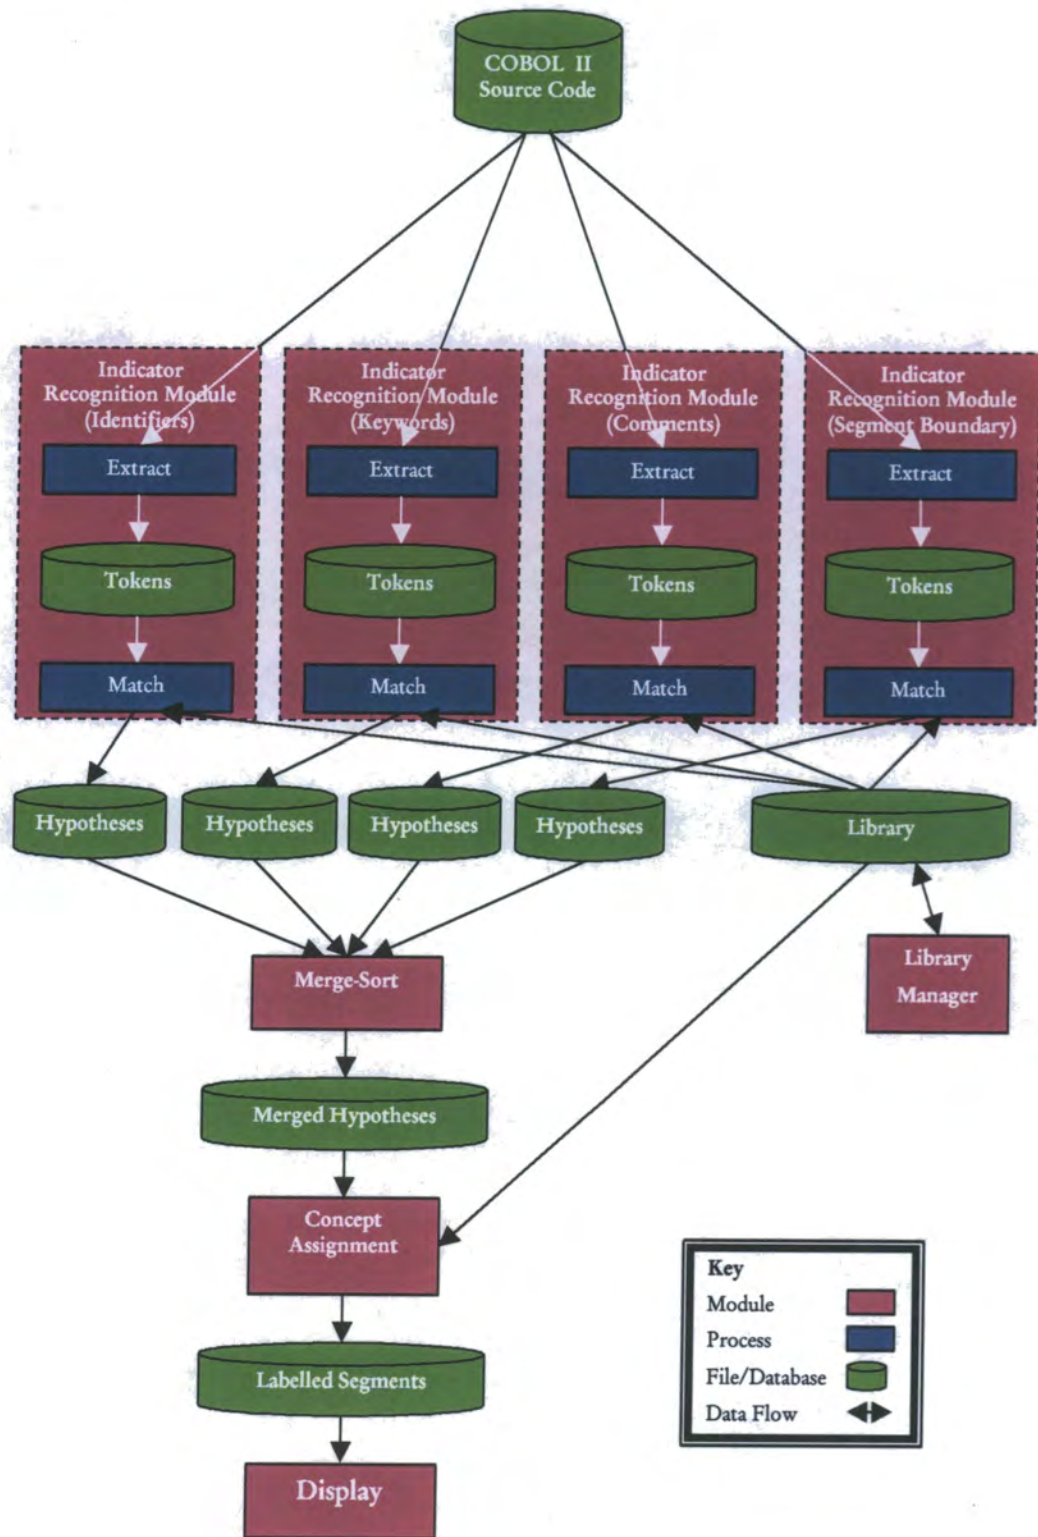 COBOL II
Source Code
Indicator
Recognition Module
(Identifiers)
Extract
Tokens
Match
Indicator
Recognition Module
(Keywords)
Extract
Tokens
Match
Indicator
Recognition Module
(Comments)
Extract
Tokens
Match
Indicator
Recognition Module
(Segment Boundary)
Extract
Tokens
Match
Hypotheses
Hypotheses
Hypotheses
Hypotheses
Library
Library
Manager
Merge-Sort
Merged Hypotheses
Concept
Assignment
Labelled Segments
Display
Key
Module
Process
File/Database
Data Flow